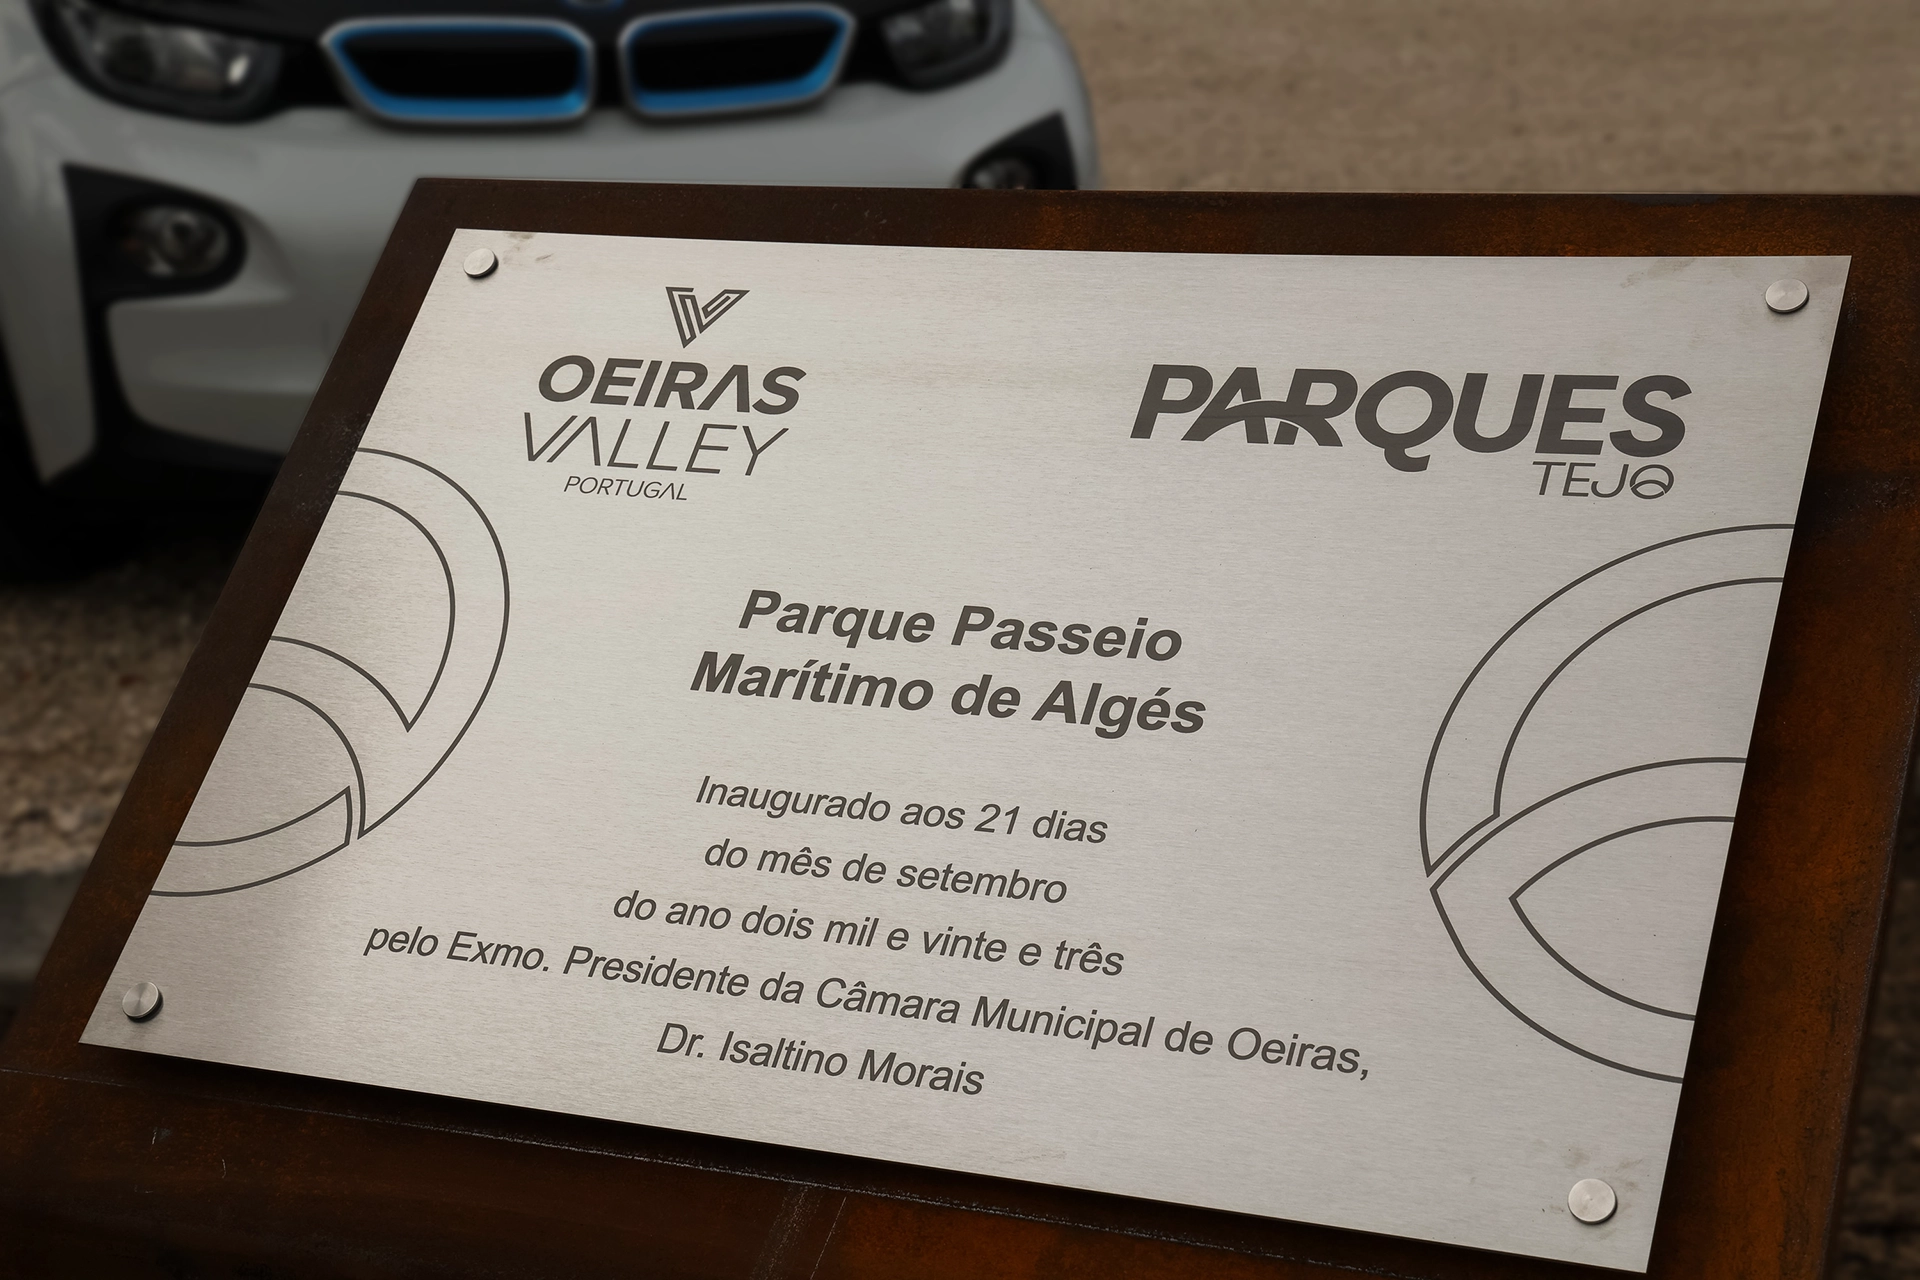 OEIRAS
VALLEY
PORTUGAL
PARQUES
TEJO
Parque Passeio
Marítimo de Algés
Inaugurado aos 21 dias
do mês de setembro
do ano dois mil e vinte e três
pelo Exmo. Presidente da Câmara Municipal de Oeiras,
Dr. Isaltino Morais